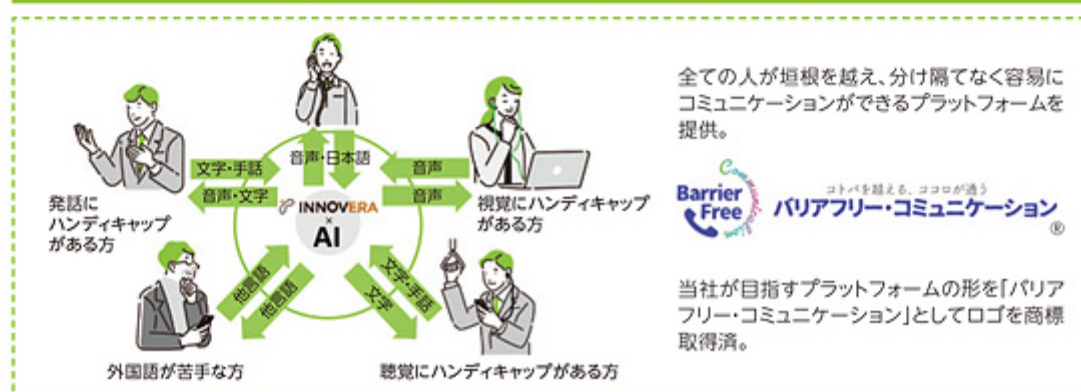 音声・日本語
文字・手話
音声・文字
音声
音声
発話に
ハンディキャップ
がある方
INNOVERA
×
AI
視覚にハンディキャップ
がある方
他言語
他言語
文字・手話
文字
外国語が苦手な方
聴覚にハンディキャップがある方
全ての人が垣根を越え、分け隔てなく容易に
コミュニケーションができるプラットフォームを
提供。
Communication
Barrier
Free
コトバを越える、ココロが通う
バリアフリー・コミュニケーション
®
当社が目指すプラットフォームの形を「バリア
フリー・コミュニケーション」としてロゴを商標
取得済。